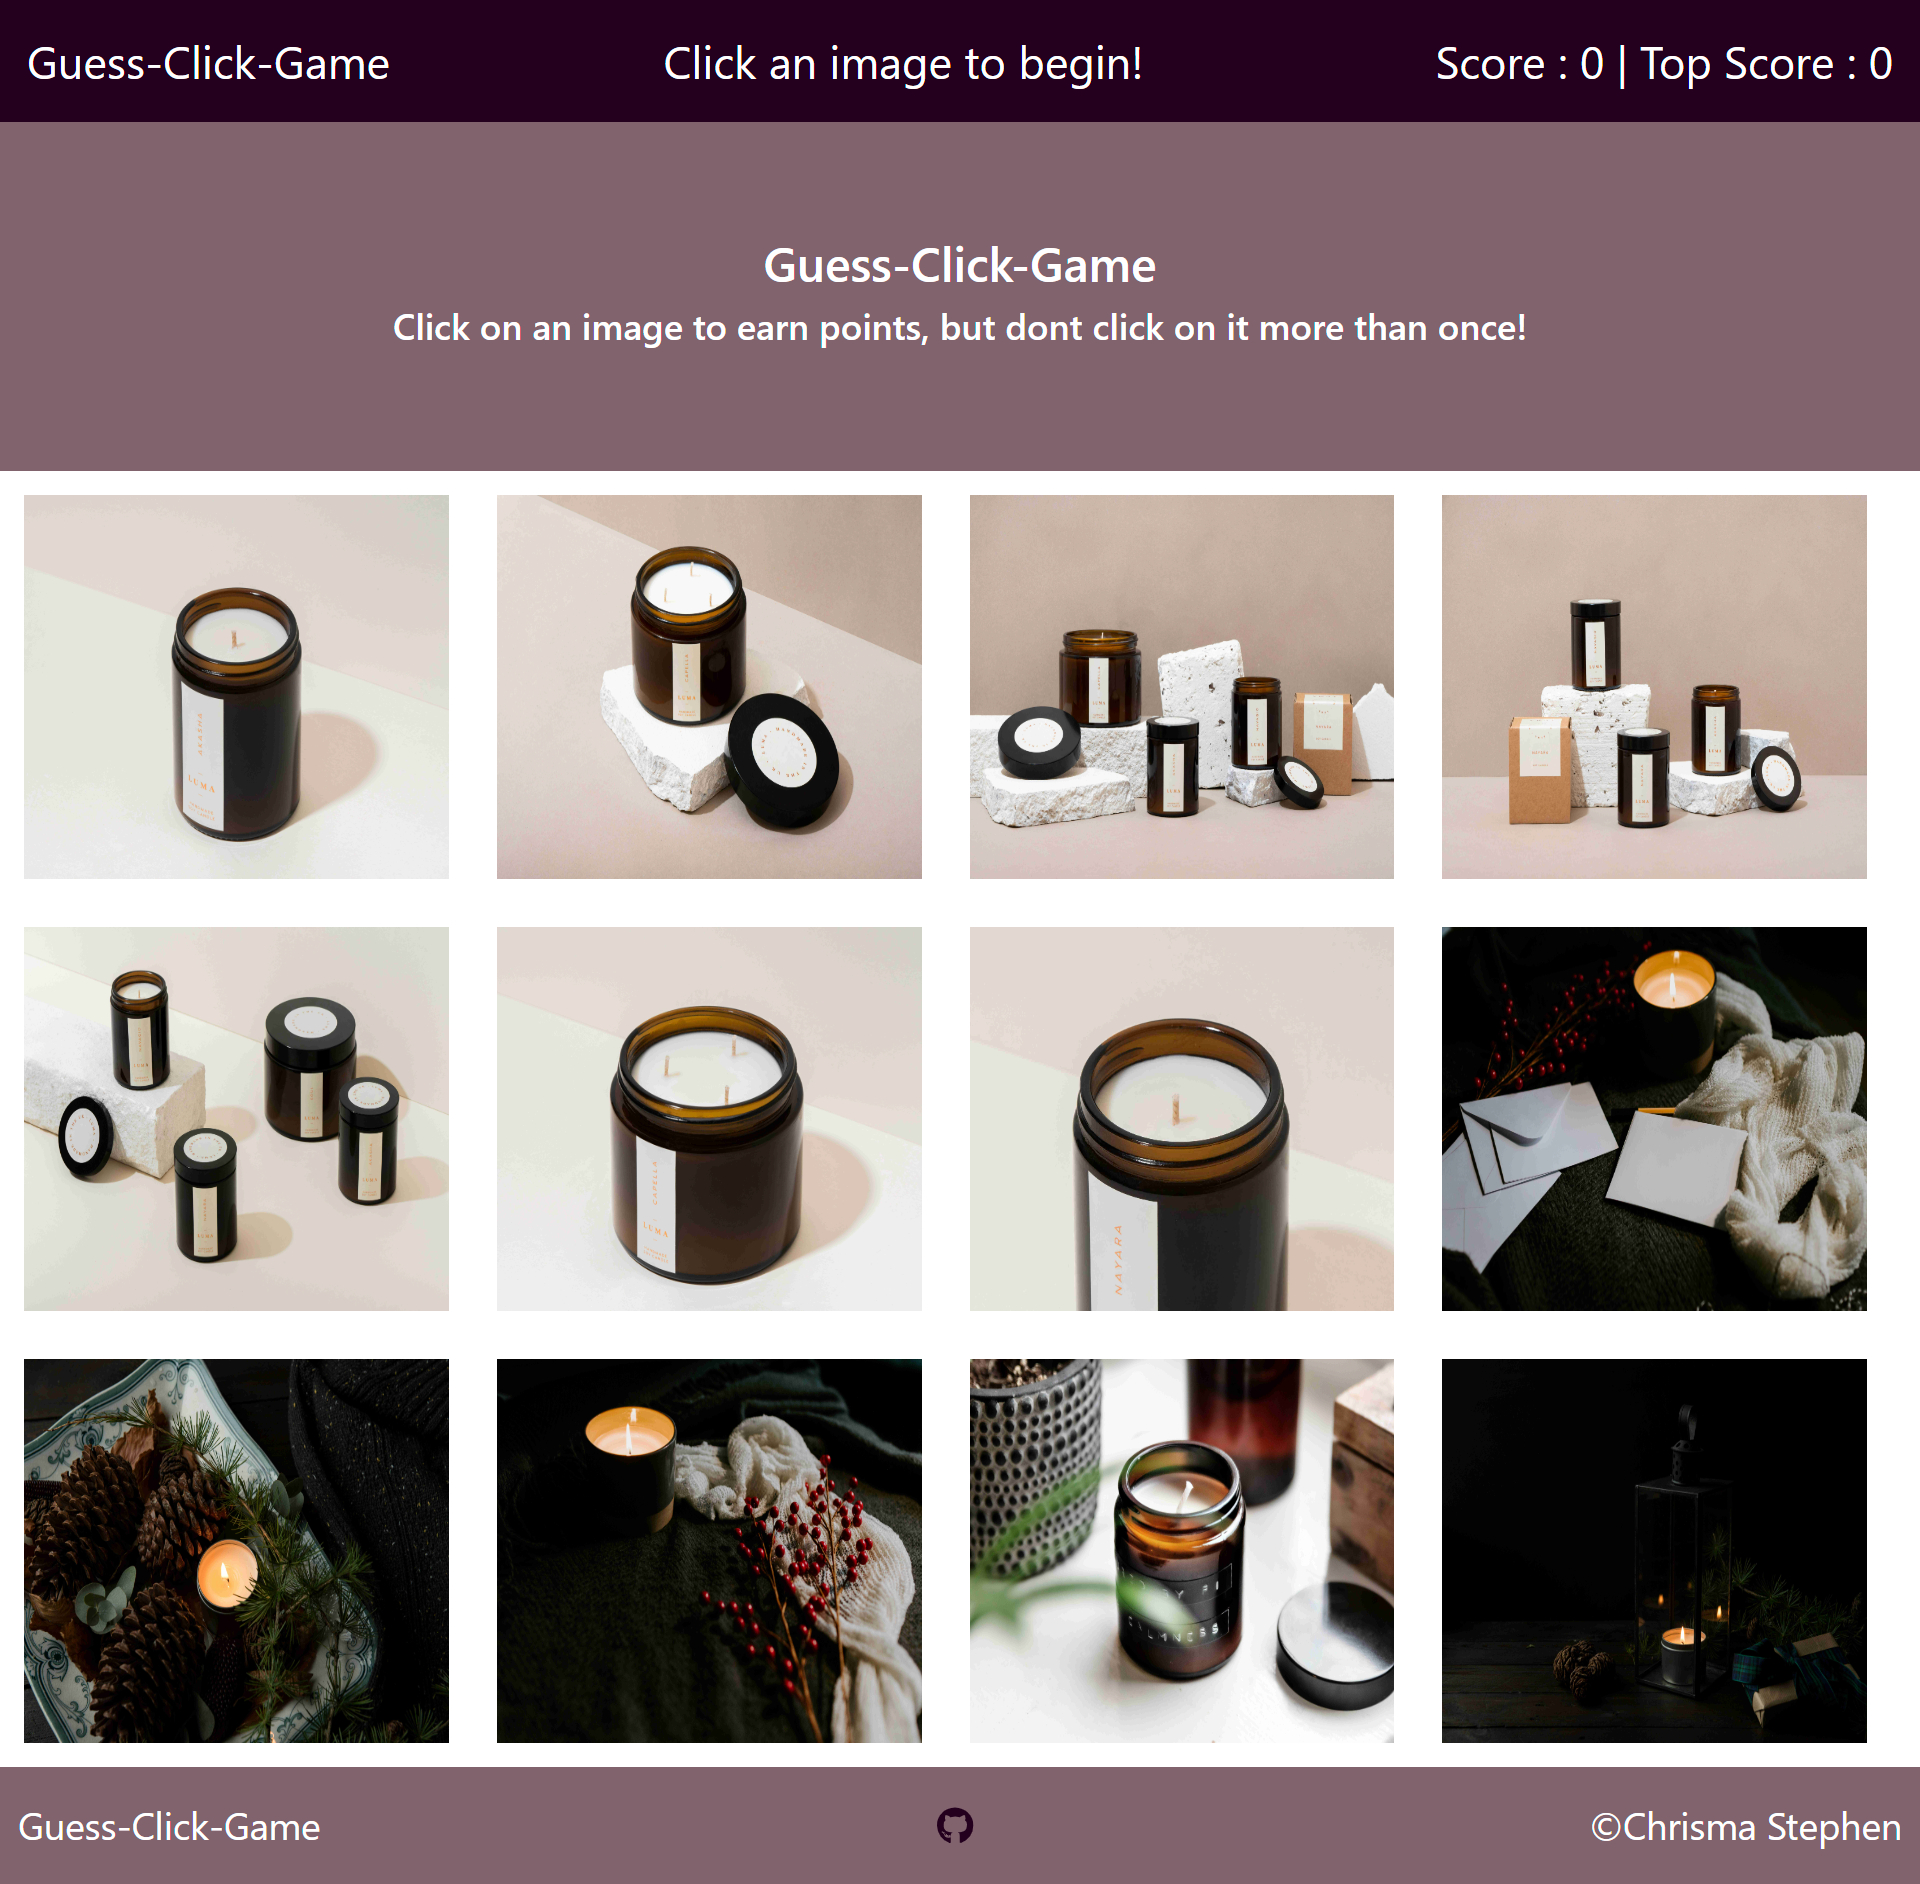 Guess-Click-Game
Click an image to begin!
Score : 0 | Top Score : 0
Guess-Click-Game
Click on an image to earn points, but dont click on it more than once!
LUMA
LUMA
LUMA
CAPELLA
LUMA
NAYARA
Guess-Click-Game
©Chrisma Stephen